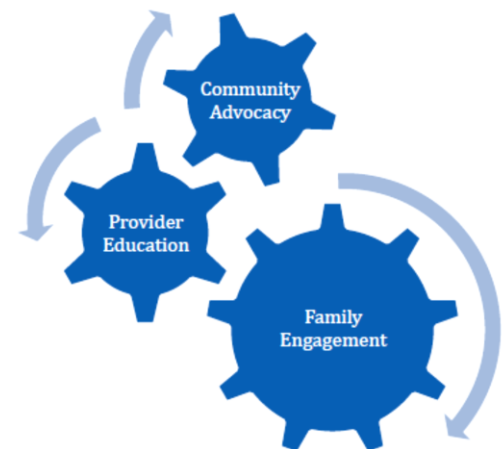 Community
Advocacy
Provider
Education
Family
Engagement